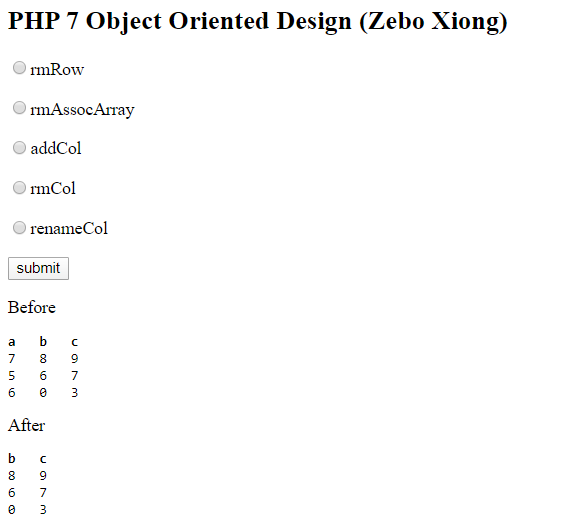 PHP 7 Object Oriented Design (Zebo Xiong)
rmRow
rmAssocArray
addCol
rmCol
renameCol
submit
Before
a b c
7 8 9
5 6 7
6 0 3
After
b c
8 9
6 7
0 3